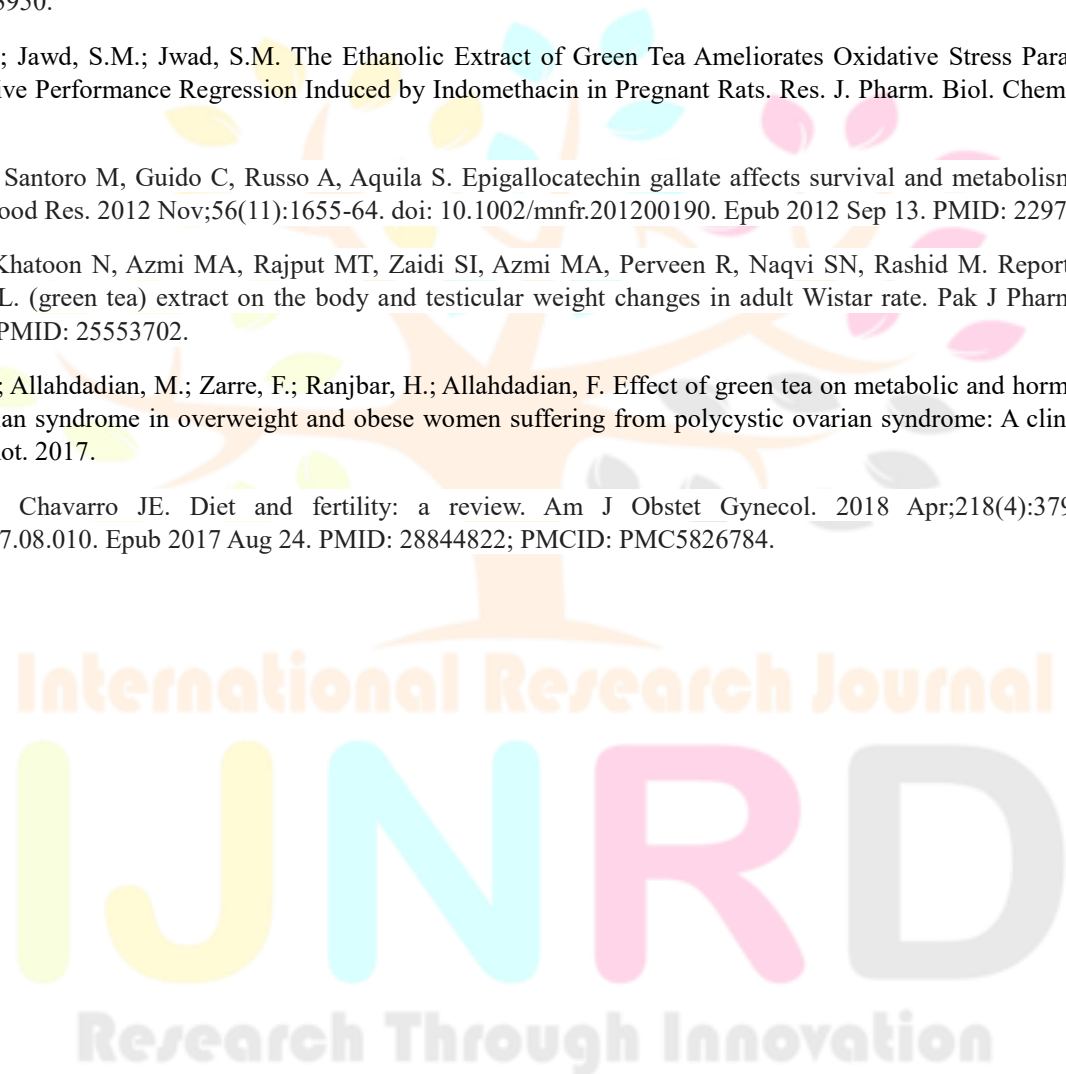 3950.
; Jawd, S.M.; Jwad, S.M. The Ethanolic Extract of Green Tea Ameliorates Oxidative Stress Para
ive Performance Regression Induced by Indomethacin in Pregnant Rats. Res. J. Pharm. Biol. Chem
Santoro M, Guido C, Russo A, Aquila S. Epigallocatechin gallate affects survival and metabolism
ood Res. 2012 Nov;56(11):1655-64. doi: 10.1002/mnfr.201200190. Epub 2012 Sep 13. PMID: 2297
Khatoon N, Azmi MA, Rajput MT, Zaidi SI, Azmi MA, Perveen R, Naqvi SN, Rashid M. Report
L. (green tea) extract on the body and testicular weight changes in adult Wistar rate. Pak J Pharm
PMID: 25553702.
; Allahdadian, M.; Zarre, F.; Ranjbar, H.; Allahdadian, F. Effect of green tea on metabolic and horm
ian syndrome in overweight and obese women suffering from polycystic ovarian syndrome: A clin
not. 2017.
Chavarro JE. Diet and fertility: a review. Am J Obstet Gynecol. 2018 Apr;218(4):379
7.08.010. Epub 2017 Aug 24. PMID: 28844822; PMCID: PMC5826784.
International Research Journal
IJNRD
Research Through Innovation